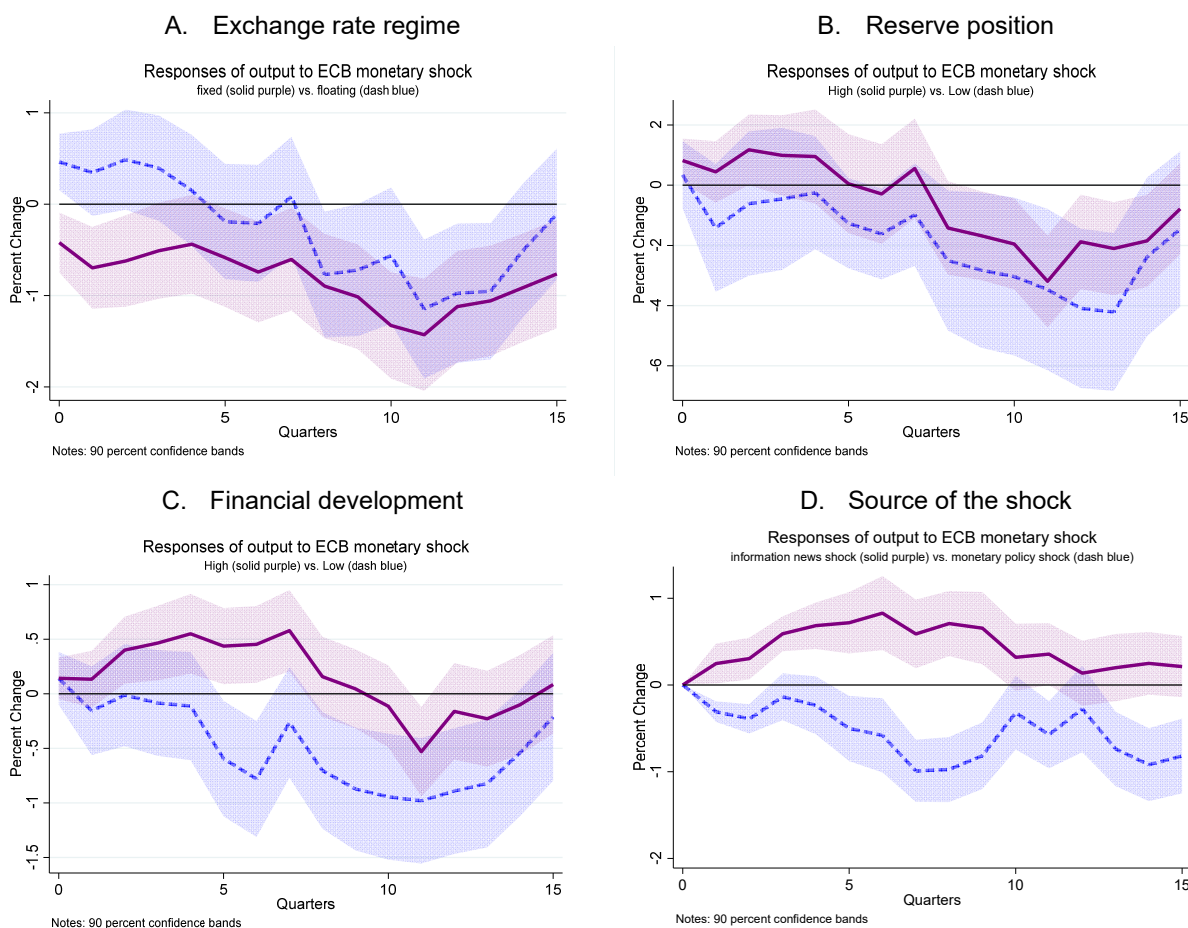 A. Exchange rate regime
Responses of output to ECB monetary shock
fixed (solid purple) vs. floating (dash blue)
Percent Change
1
0
-1
-2
0 5 10 15
Quarters
Notes: 90 percent confidence bands
B. Reserve position
Responses of output to ECB monetary shock
High (solid purple) vs. Low (dash blue)
Percent Change
2
0
-2
-4
-6
0 5 10 15
Quarters
Notes: 90 percent confidence bands
C. Financial development
Responses of output to ECB monetary shock
High (solid purple) vs. Low (dash blue)
Percent Change
1
.5
0
-.5
-1
-1.5
0 5 10 15
Quarters
Notes: 90 percent confidence bands
D. Source of the shock
Responses of output to ECB monetary shock
information news shock (solid purple) vs. monetary policy shock (dash blue)
Percent Change
1
0
-1
-2
0 5 10 15
Quarters
Notes: 90 percent confidence bands